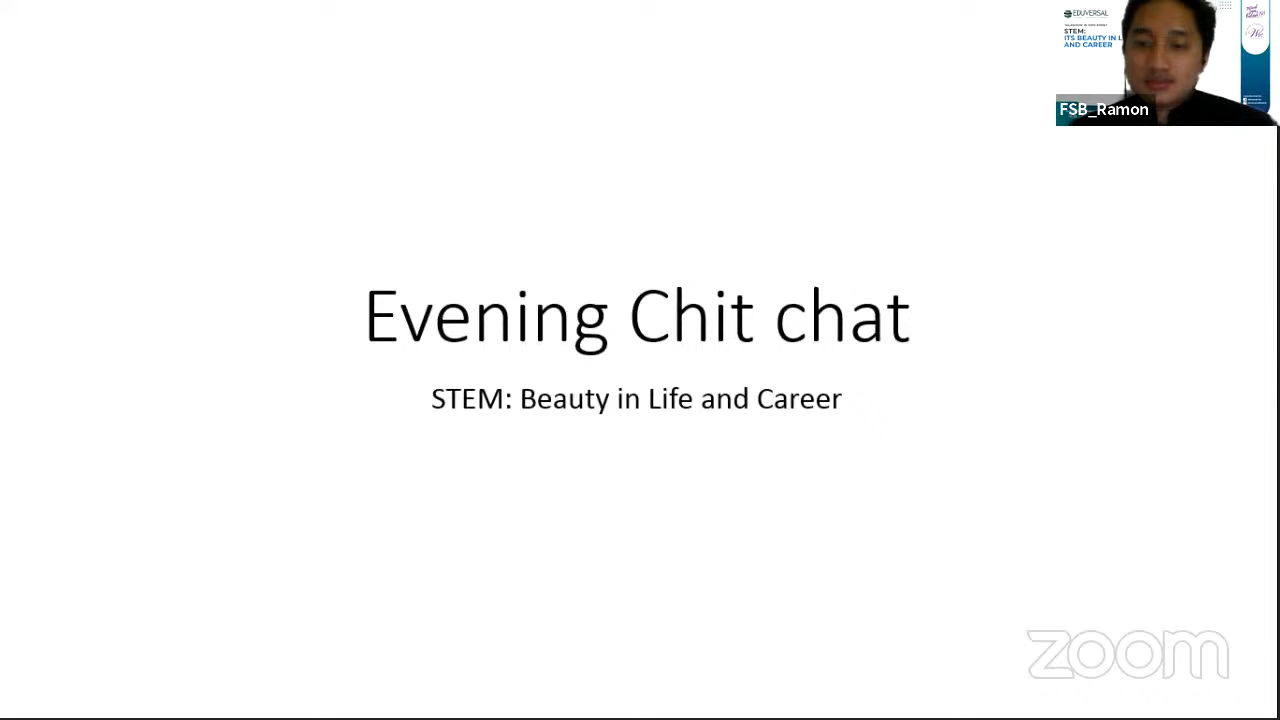 EDUVERSAL
STEM:
ITS BEAUTY IN L
AND CAREER
FSB_Ramon
Evening Chit chat
STEM: Beauty in Life and Career
zoom